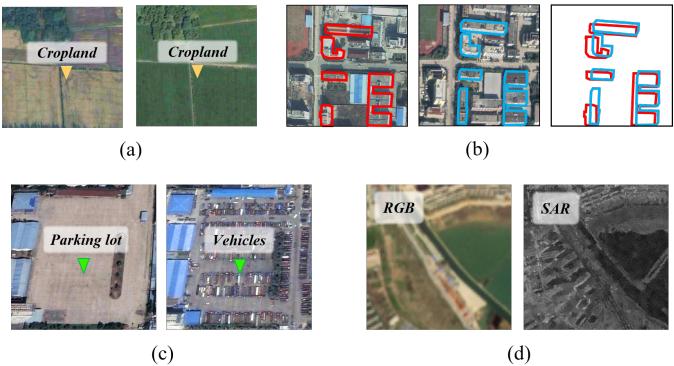 Cropland
Cropland
(a)
(b)
Parking lot
Vehicles
(c)
RGB
SAR
(d)